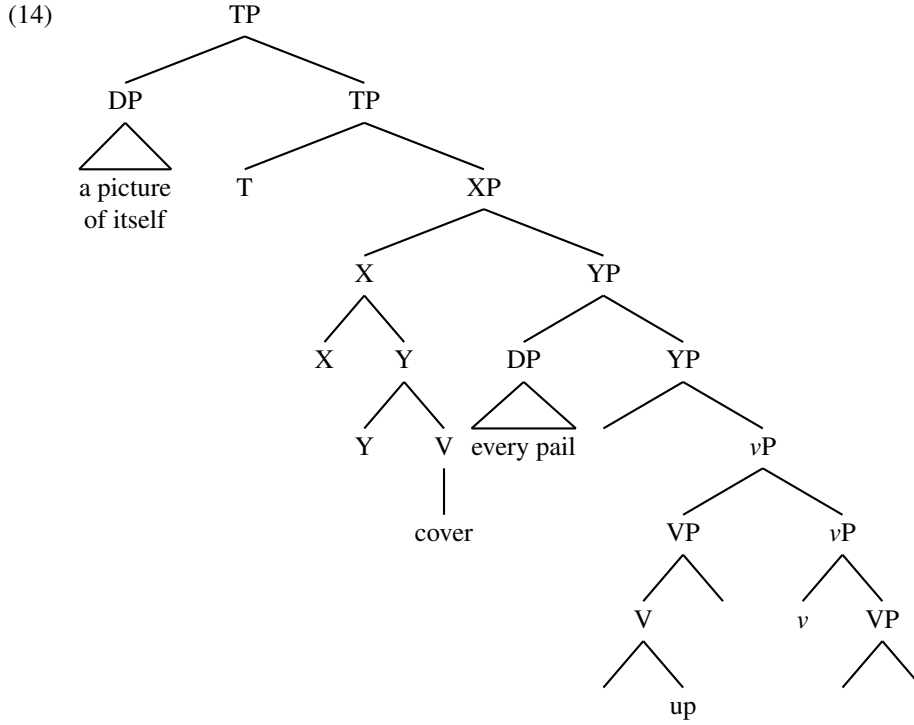 (14) TP
DP TP
a picture
of itself
T XP
X YP
X Y DP YP
Y V every pail vP
cover VP vP
V v VP
up